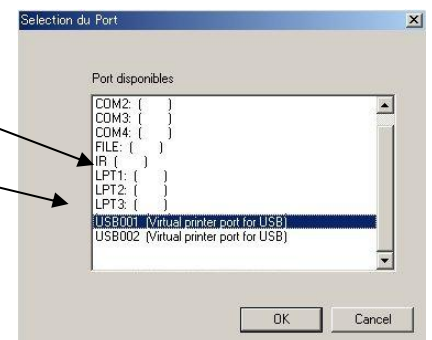 Selection du Port
Port disponibles
COM2: (     )
COM3: (     )
COM4: (     )
FILE: (     )
IR (     )
LPT1: (     )
LPT2: (     )
LPT3: (     )
USB001 (Virtual printer port for USB)
USB002 (Virtual printer port for USB)
OK
Cancel